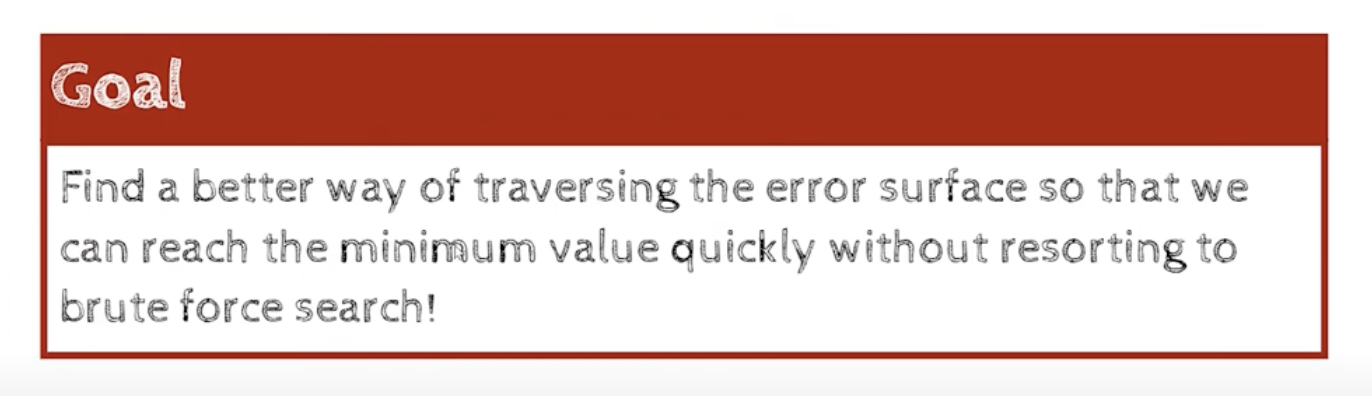 Goal
Find a better way of traversing the error surface so that we
can reach the minimum value quickly without resorting to
brute force search!